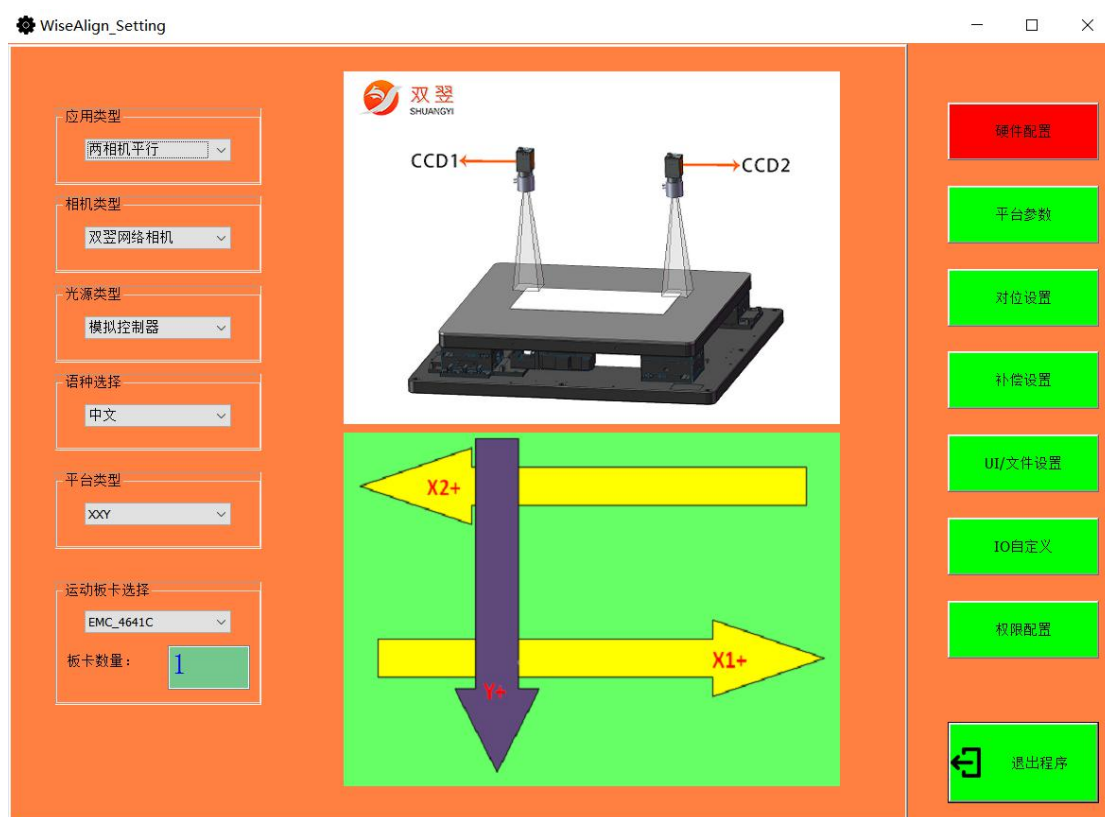 WiseAlign_Setting
应用类型
两相机平行
相机类型
双翌网络相机
光源类型
模拟控制器
语种选择
中文
平台类型
XXY
运动板卡选择
EMC_4641C
板卡数量：
1
双翌
SHUANGYI
CCD1
CCD2
X2+
X1+
Y+
硬件配置
平台参数
对位设置
补偿设置
UI/文件设置
IO自定义
权限配置
退出程序